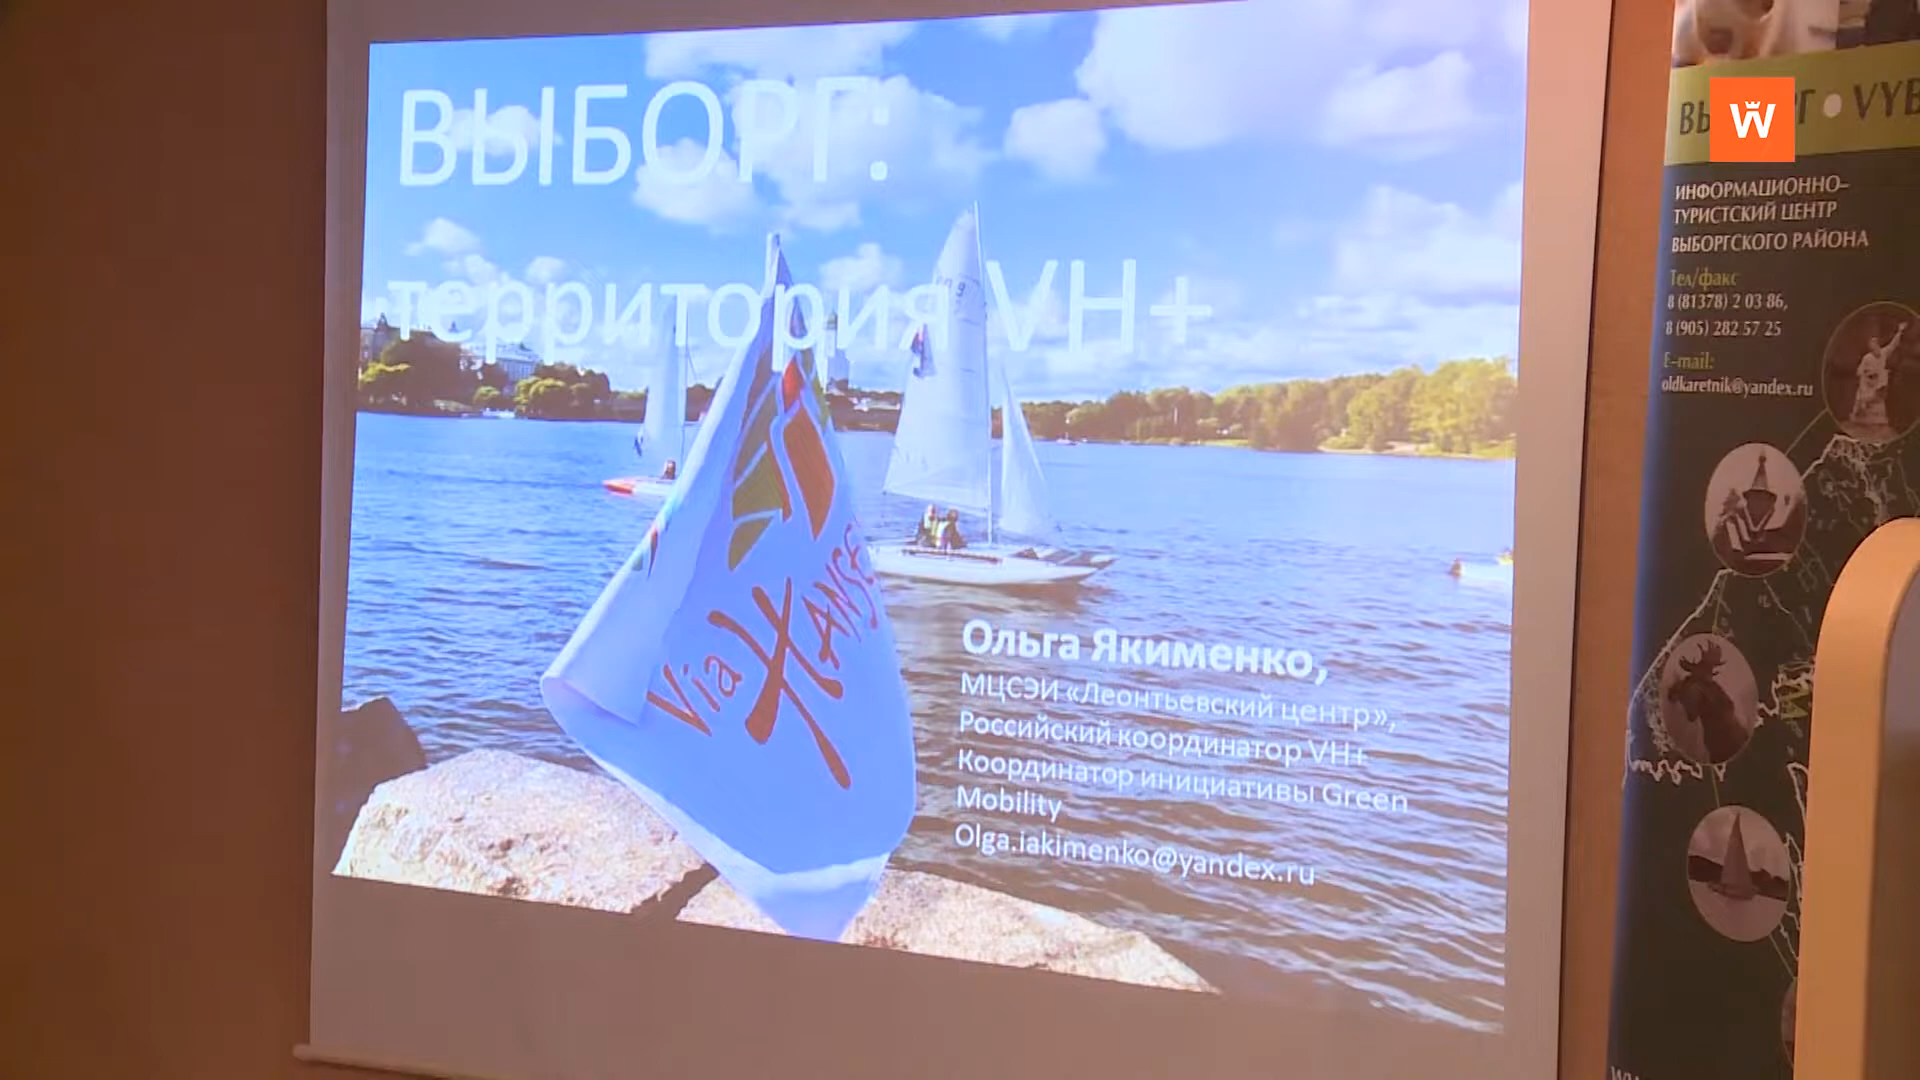 ВЫБОРГ:
территория VH+
09
Via HANSE
Ольга Якименко,
МЦСЭИ «Леонтьевский центр»,
Российский координатор VH+
Координатор инициативы Green
Mobility
Olga.iakimenko@yandex.ru
W
ИНФОРМАЦИОННО-
ТУРИСТСКИЙ ЦЕНТР
ВЫБОРГСКОГО РАЙОНА
Тел/факс
8 (81378) 2 03 86,
8 (905) 282 57 25
E-mail:
oldkaretnik@yandex.ru